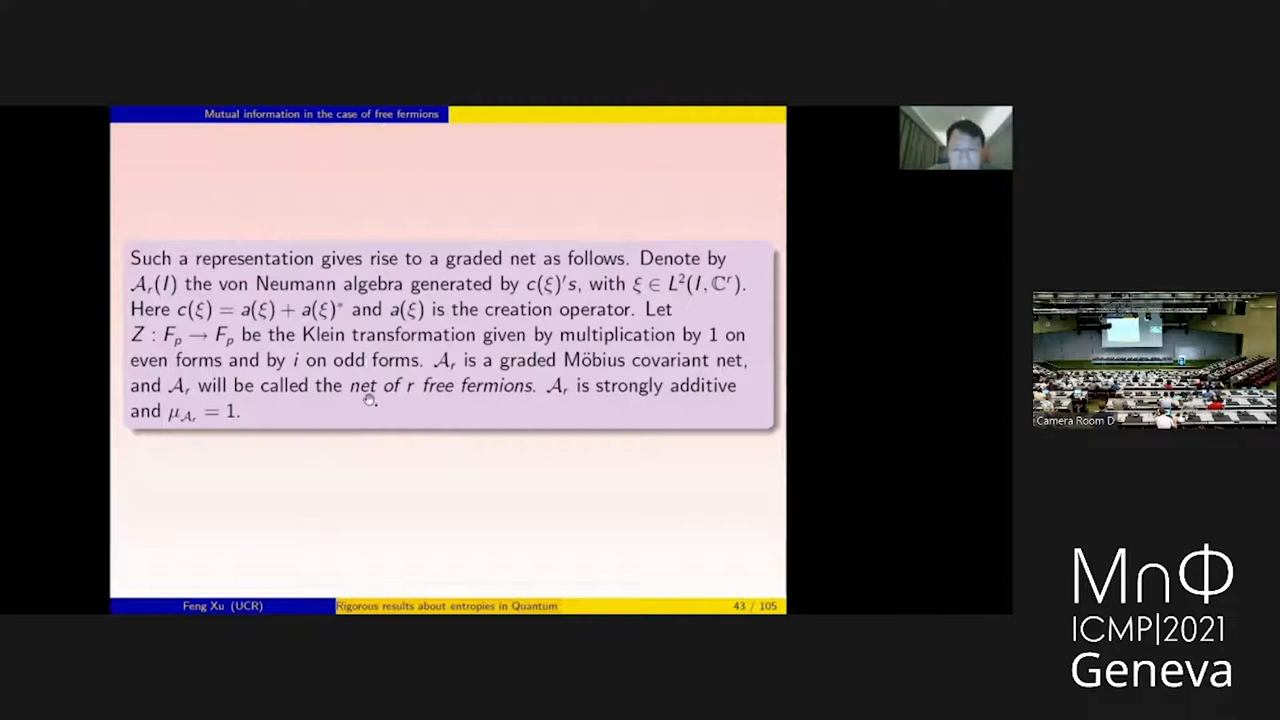 Mutual information in the case of free fermions
Such a representation gives rise to a graded net as follows. Denote by
𝒜ᵣ(I) the von Neumann algebra generated by c(ξ)′s, with ξ ∈ L²(I, ℂʳ).
Here c(ξ) = a(ξ) + a(ξ)* and a(ξ) is the creation operator. Let
Z : Fₚ → Fₚ be the Klein transformation given by multiplication by 1 on
even forms and by i on odd forms. 𝒜ᵣ is a graded Möbius covariant net,
and 𝒜ᵣ will be called the net of r free fermions. 𝒜ᵣ is strongly additive
and μ_𝒜ᵣ = 1.
Feng Xu (UCR)
Rigorous results about entropies in Quantum
43 / 105
Camera Room D
M∩Φ
ICMP|2021
Geneva